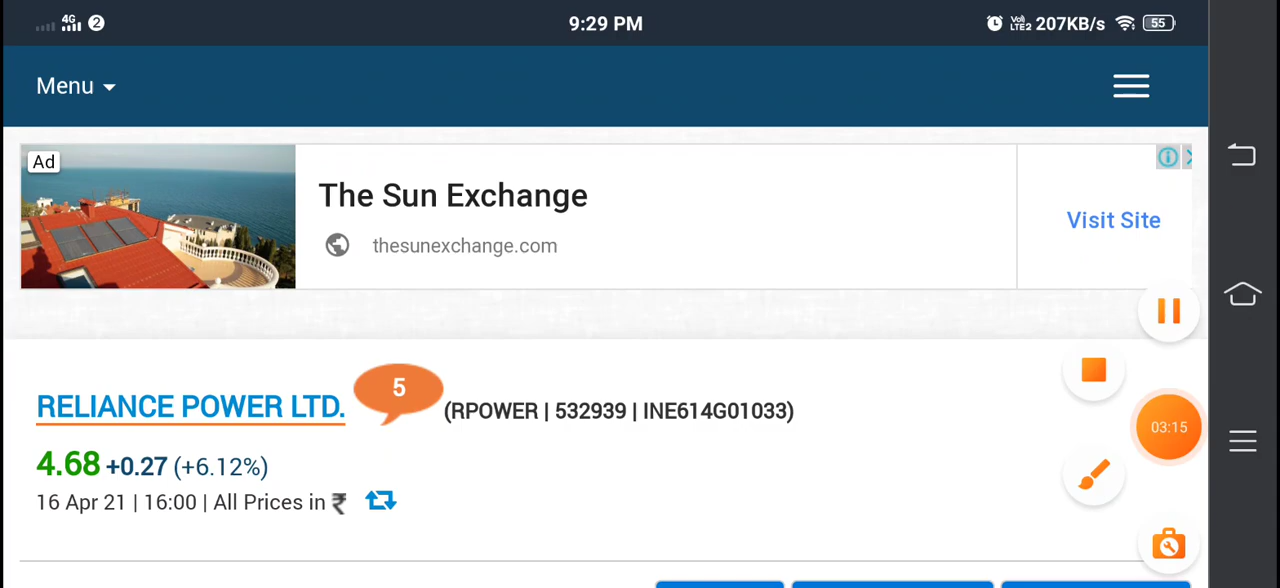 4G 2 9:29 PM VoD LTE2 207KB/s 55
Menu
Ad
The Sun Exchange
thesunexchange.com
Visit Site
RELIANCE POWER LTD. 5 (RPOWER | 532939 | INE614G01033)
4.68 +0.27 (+6.12%)
16 Apr 21 | 16:00 | All Prices in ₹
03:15